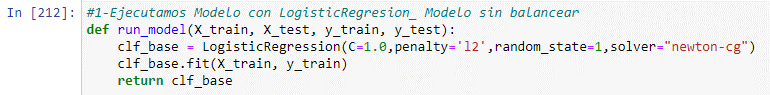 In [212]: #1-Ejecutamos Modelo con LogisticRegresion_ Modelo sin balancear
def run_model(X_train, X_test, y_train, y_test):
    clf_base = LogisticRegression(C=1.0,penalty='l2',random_state=1,solver="newton-cg")
    clf_base.fit(X_train, y_train)
    return clf_base